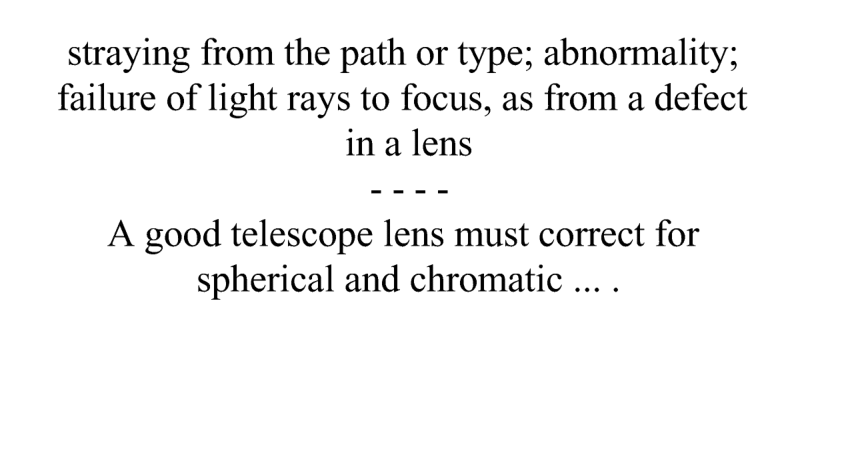 straying from the path or type; abnormality;
failure of light rays to focus, as from a defect
in a lens
- - - -
A good telescope lens must correct for
spherical and chromatic ... .